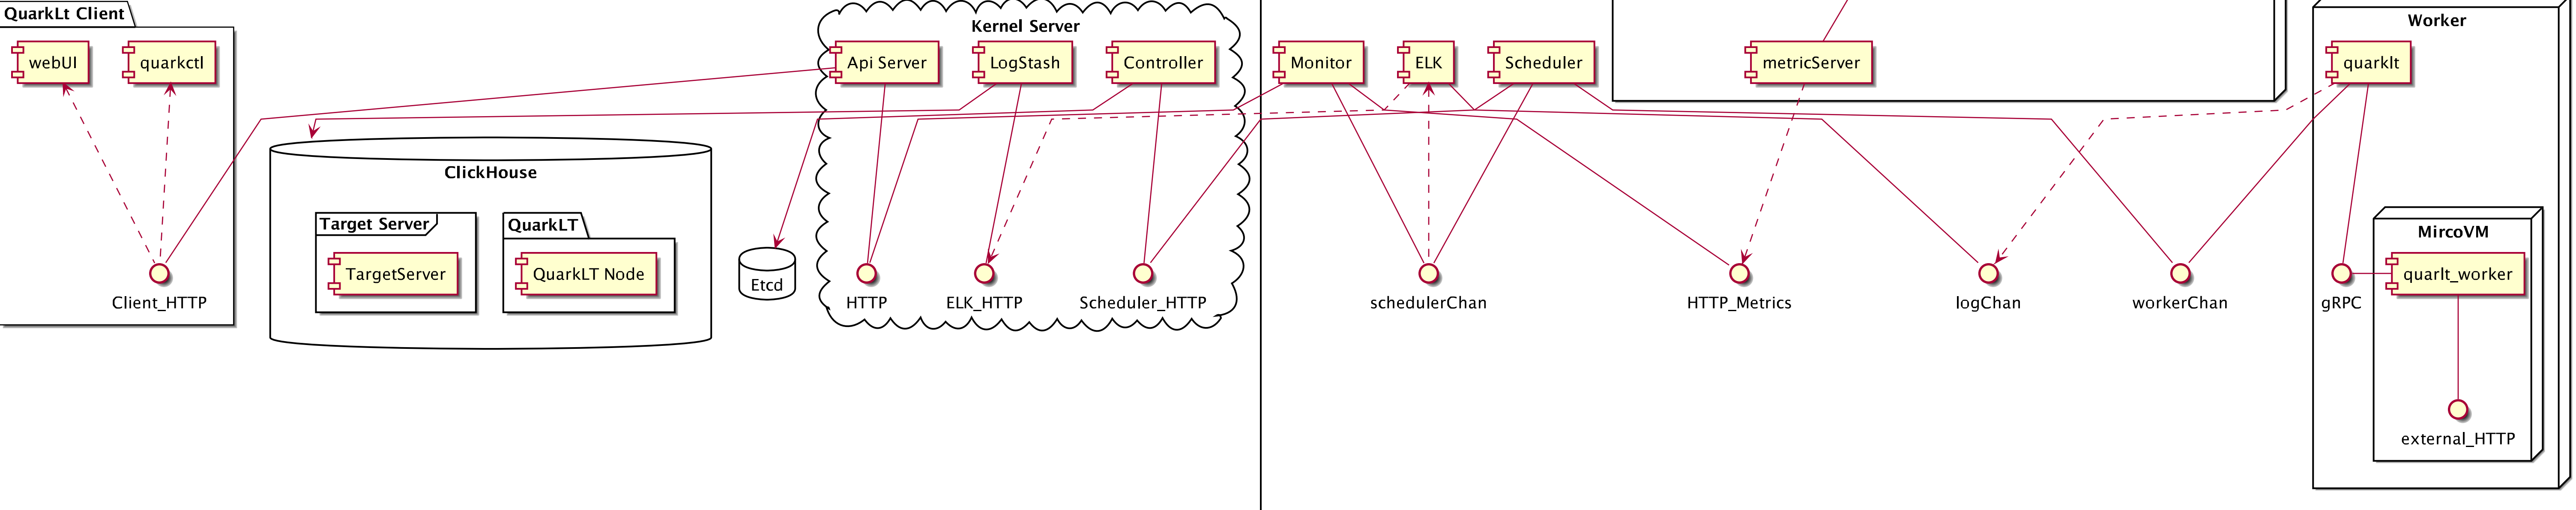 QuarkLt Client
webUI
quarkctl
Client_HTTP
ClickHouse
Target Server
TargetServer
QuarkLT
QuarkLT Node
Etcd
Kernel Server
Api Server
LogStash
Controller
HTTP
ELK_HTTP
Scheduler_HTTP
Monitor
ELK
Scheduler
metricServer
schedulerChan
HTTP_Metrics
logChan
workerChan
Worker
quarklt
gRPC
MircoVM
quarlt_worker
external_HTTP